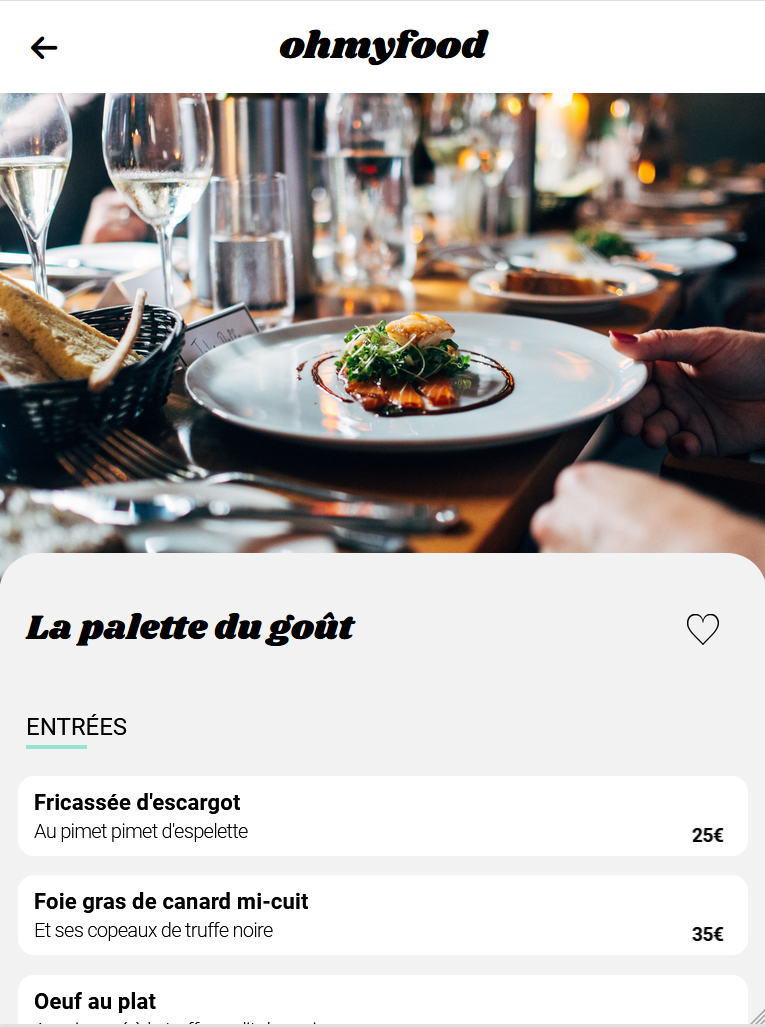 ohmyfood
La palette du goût
ENTRÉES
Fricassée d'escargot
Au pimet pimet d'espelette
25€
Foie gras de canard mi-cuit
Et ses copeaux de truffe noire
35€
Oeuf au plat